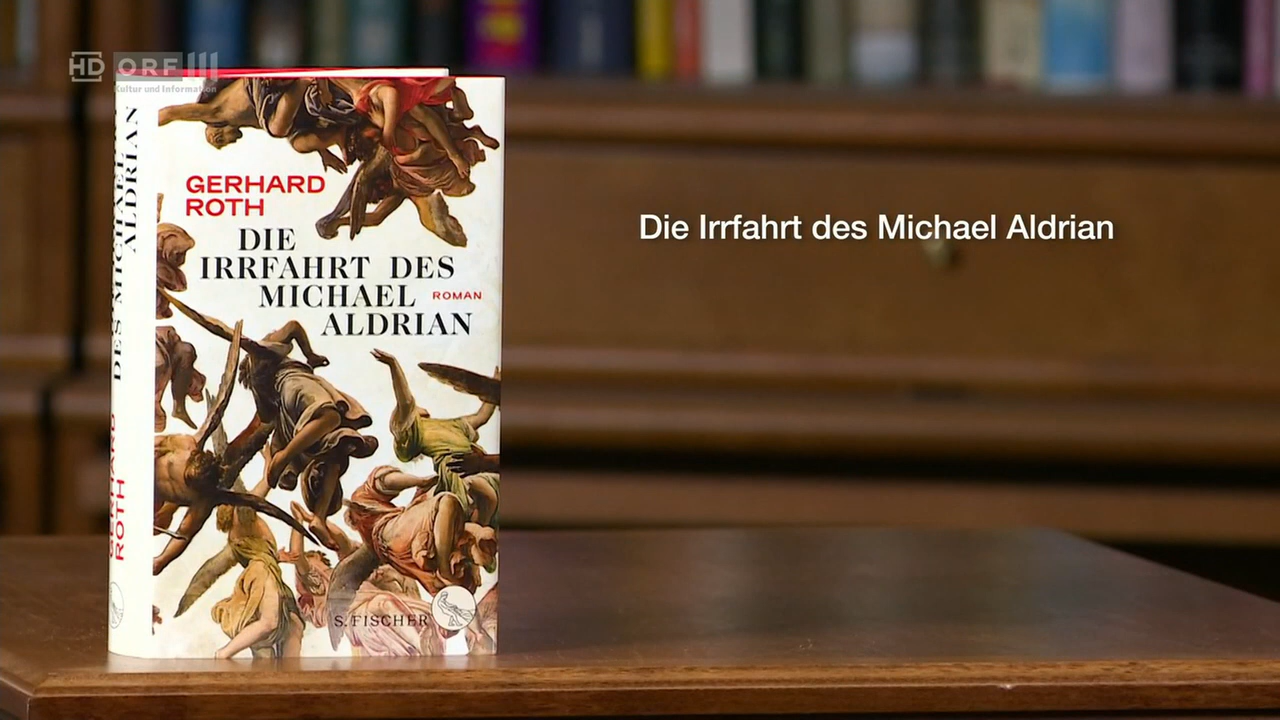 HD ORF III
Kultur und Information
GERHARD
ROTH
DIE
IRRFAHRT DES
MICHAEL ROMAN
ALDRIAN
S. FISCHER
DES MICHAEL
ALDRIAN
GERHARD
ROTH
Die Irrfahrt des Michael Aldrian